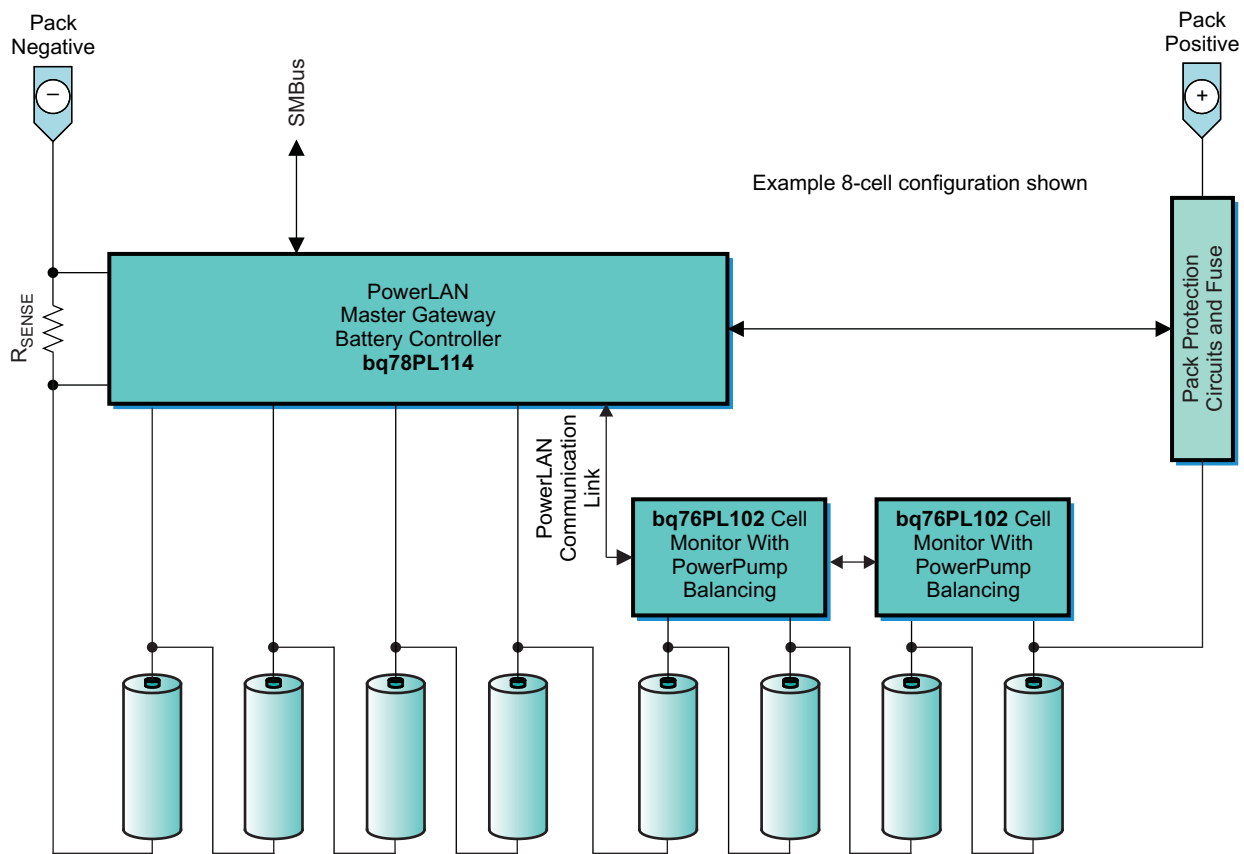 Pack
Negative
−
SMBus
Pack
Positive
+
Example 8-cell configuration shown
RSENSE
PowerLAN
Master Gateway
Battery Controller
bq78PL114
Pack Protection
Circuits and Fuse
PowerLAN
Communication
Link
bq76PL102 Cell
Monitor With
PowerPump
Balancing
bq76PL102 Cell
Monitor With
PowerPump
Balancing